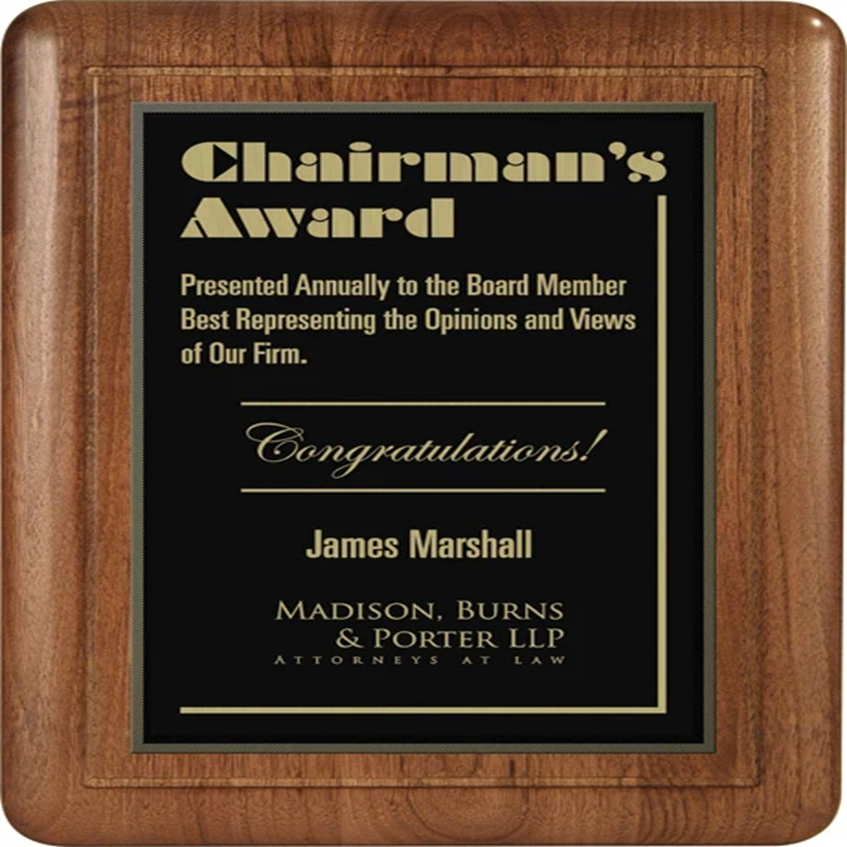 Chairman's
Award
Presented Annually to the Board Member
Best Representing the Opinions and Views
of Our Firm.
Congratulations!
James Marshall
MADISON, BURNS
& PORTER LLP
ATTORNEYS AT LAW